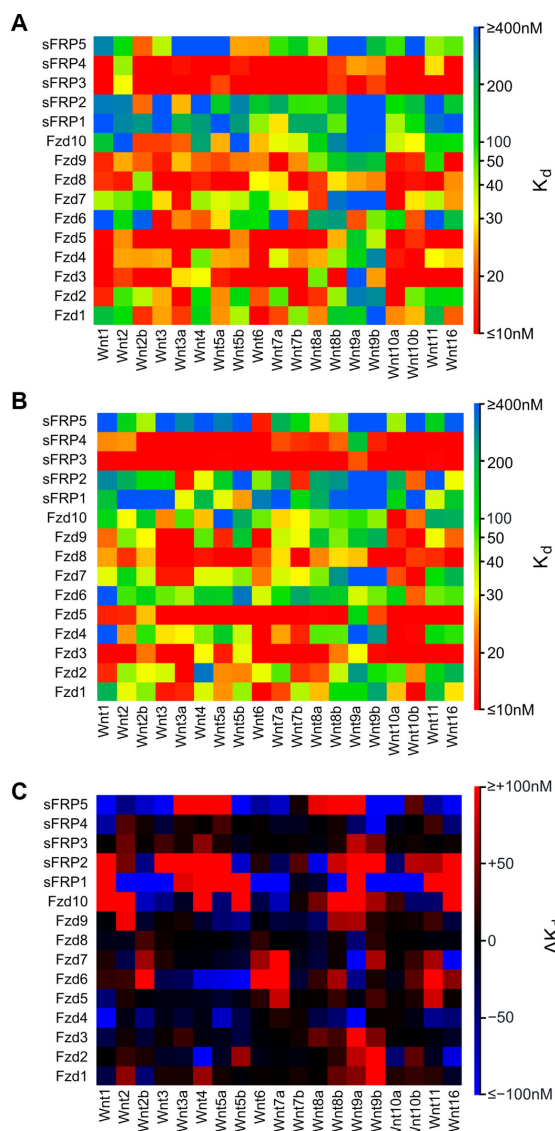 A
sFRP5
sFRP4
sFRP3
sFRP2
sFRP1
Fzd10
Fzd9
Fzd8
Fzd7
Fzd6
Fzd5
Fzd4
Fzd3
Fzd2
Fzd1
Wnt1
Wnt2
Wnt2b
Wnt3
Wnt3a
Wnt4
Wnt5a
Wnt5b
Wnt6
Wnt7a
Wnt7b
Wnt8a
Wnt8b
Wnt9a
Wnt9b
Wnt10a
Wnt10b
Wnt11
Wnt16
≥400nM
200
100
50
40
30
20
≤10nM
Kd
B
sFRP5
sFRP4
sFRP3
sFRP2
sFRP1
Fzd10
Fzd9
Fzd8
Fzd7
Fzd6
Fzd5
Fzd4
Fzd3
Fzd2
Fzd1
Wnt1
Wnt2
Wnt2b
Wnt3
Wnt3a
Wnt4
Wnt5a
Wnt5b
Wnt6
Wnt7a
Wnt7b
Wnt8a
Wnt8b
Wnt9a
Wnt9b
Wnt10a
Wnt10b
Wnt11
Wnt16
≥400nM
200
100
50
40
30
20
≤10nM
Kd
C
sFRP5
sFRP4
sFRP3
sFRP2
sFRP1
Fzd10
Fzd9
Fzd8
Fzd7
Fzd6
Fzd5
Fzd4
Fzd3
Fzd2
Fzd1
Wnt1
Wnt2
Wnt2b
Wnt3
Wnt3a
Wnt4
Wnt5a
Wnt5b
Wnt6
Wnt7a
Wnt7b
Wnt8a
Wnt8b
Wnt9a
Wnt9b
Wnt10a
Wnt10b
Wnt11
Wnt16
≥+100nM
+50
0
−50
≤−100nM
ΔKd